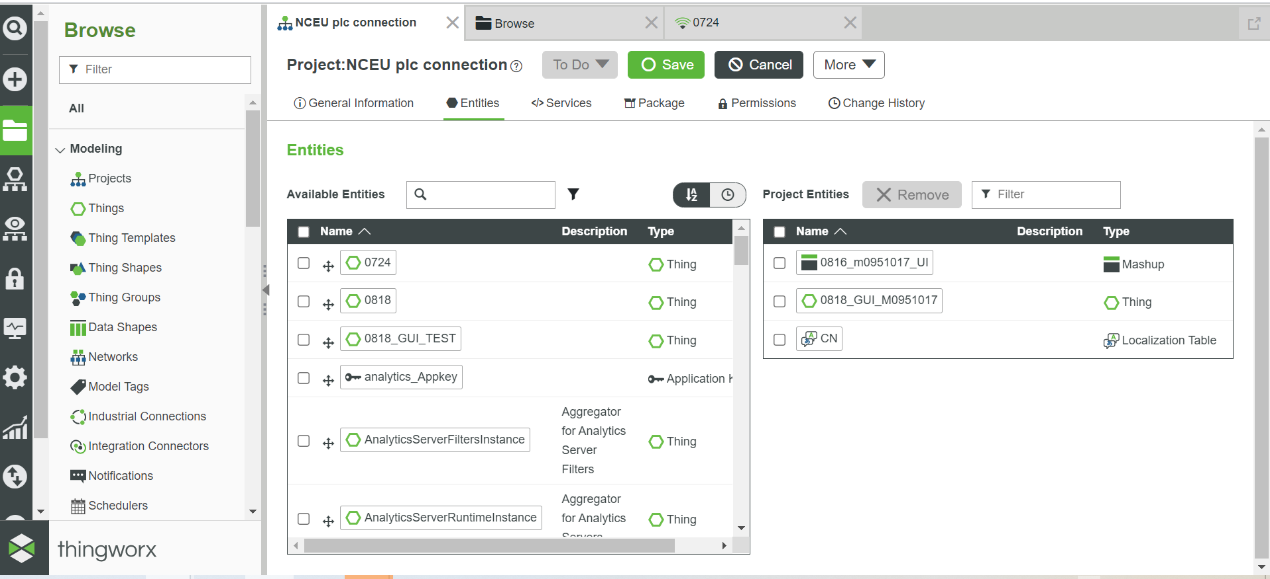 NCEU plc connection
Browse
0724
Browse
Filter
All
Modeling
Projects
Things
Thing Templates
Thing Shapes
Thing Groups
Data Shapes
Networks
Model Tags
Industrial Connections
Integration Connectors
Notifications
Schedulers
thingworx
Project:NCEU plc connection ?
To Do
Save
Cancel
More
General Information
Entities
</> Services
Package
Permissions
Change History
Entities
Available Entities
Project Entities
Remove
Filter
Name Description Type
0724 Thing
0818 Thing
0818_GUI_TEST Thing
analytics_Appkey Application K
AnalyticsServerFiltersInstance
Aggregator
for Analytics
Server
Filters
Thing
AnalyticsServerRuntimeInstance
Aggregator
for Analytics
Servers
Thing
Name Description Type
0816_m0951017_UI Mashup
0818_GUI_M0951017 Thing
CN Localization Table